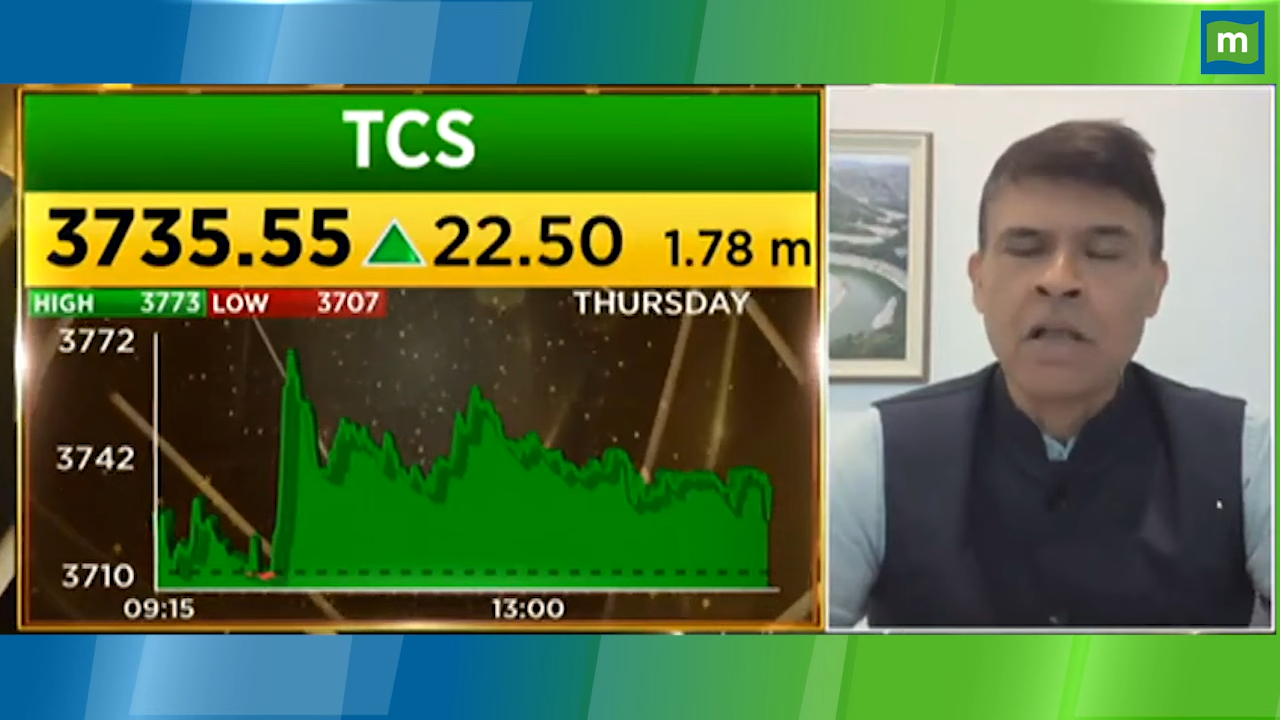 m
TCS
3735.55 ▲ 22.50 1.78 m
HIGH 3773 LOW 3707 THURSDAY
3772
3742
3710
09:15 13:00